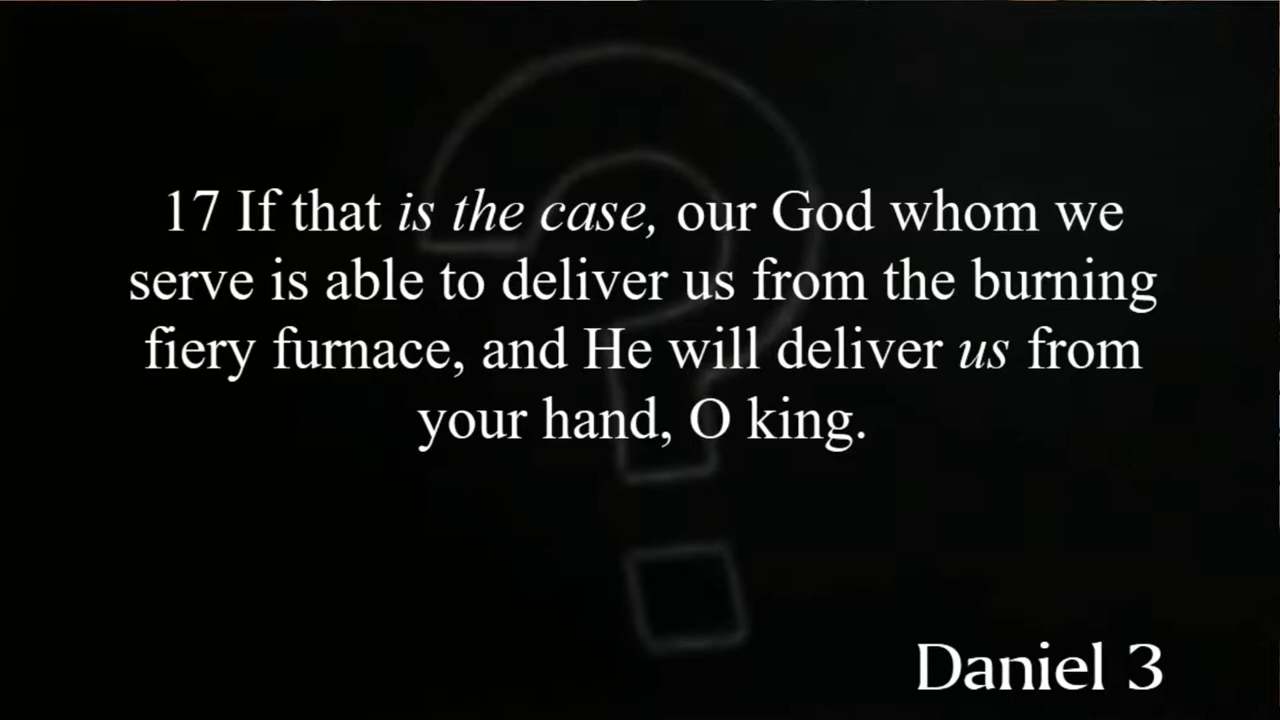 17 If that is the case, our God whom we
serve is able to deliver us from the burning
fiery furnace, and He will deliver us from
your hand, O king.
Daniel 3